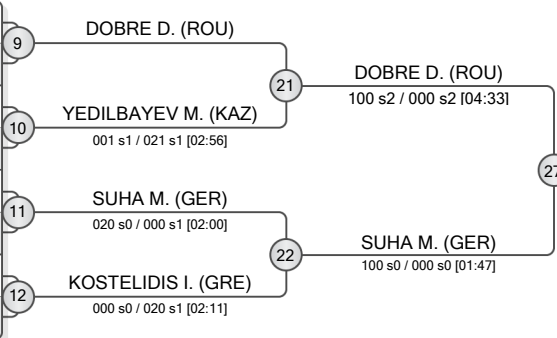 DOBRE D. (ROU)
9
DOBRE D. (ROU)
21
100 s2 / 000 s2 [04:33]
YEDILBAYEV M. (KAZ)
10
001 s1 / 021 s1 [02:56]
27
SUHA M. (GER)
11
020 s0 / 000 s1 [02:00]
SUHA M. (GER)
22
100 s0 / 000 s0 [01:47]
KOSTELIDIS I. (GRE)
12
000 s0 / 020 s1 [02:11]